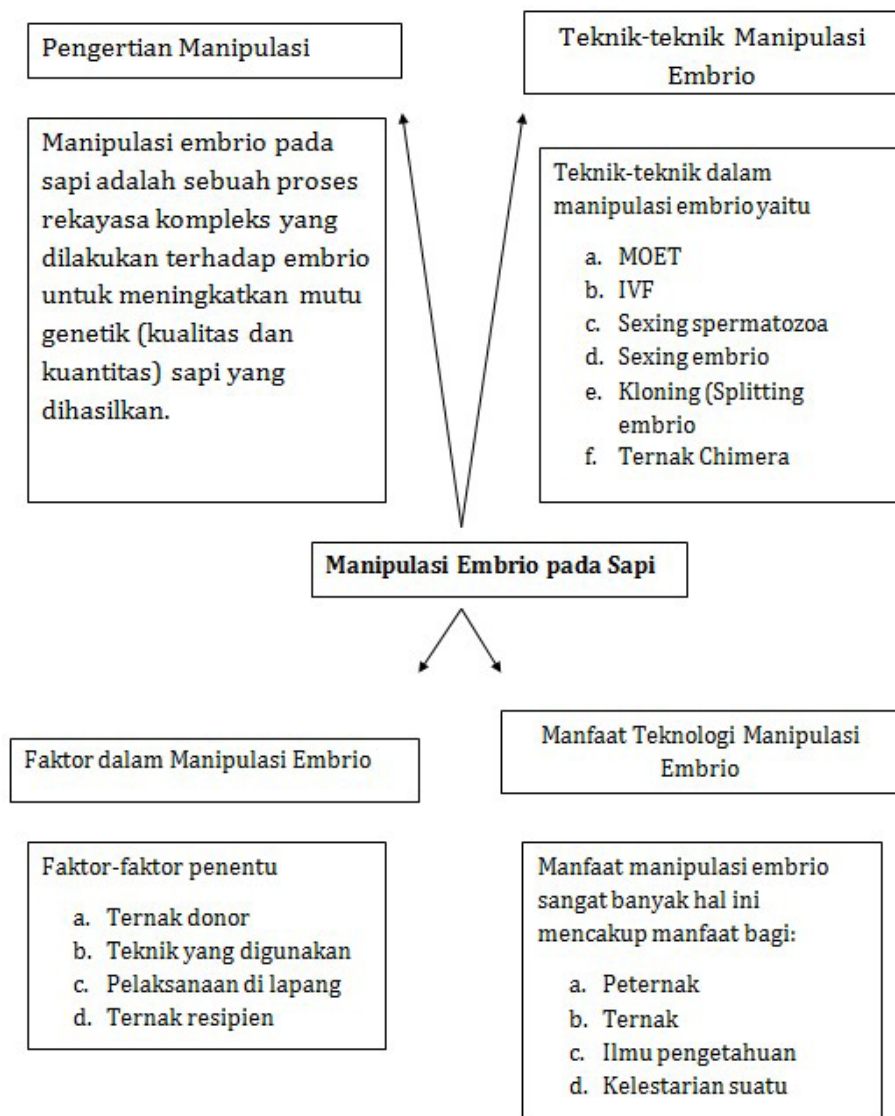 Pengertian Manipulasi
Teknik-teknik Manipulasi
Embrio
Manipulasi embrio pada
sapi adalah sebuah proses
rekayasa kompleks yang
dilakukan terhadap embrio
untuk meningkatkan mutu
genetik (kualitas dan
kuantitas) sapi yang
dihasilkan.
Teknik-teknik dalam
manipulasi embrio yaitu
a. MOET
b. IVF
c. Sexing spermatozoa
d. Sexing embrio
e. Kloning (Splitting
embrio
f. Ternak Chimera
Manipulasi Embrio pada Sapi
Faktor dalam Manipulasi Embrio
Manfaat Teknologi Manipulasi
Embrio
Faktor-faktor penentu
a. Ternak donor
b. Teknik yang digunakan
c. Pelaksanaan di lapang
d. Ternak resipien
Manfaat manipulasi embrio
sangat banyak hal ini
mencakup manfaat bagi:
a. Peternak
b. Ternak
c. Ilmu pengetahuan
d. Kelestarian suatu